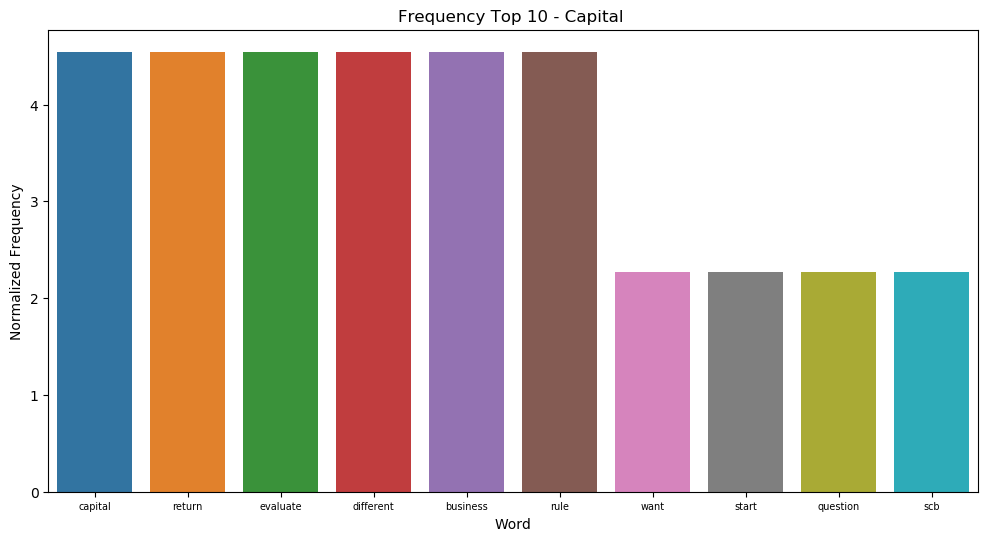 Frequency Top 10 - Capital
Normalized Frequency
4
3
2
1
0
capital return evaluate different business rule want start question scb
Word